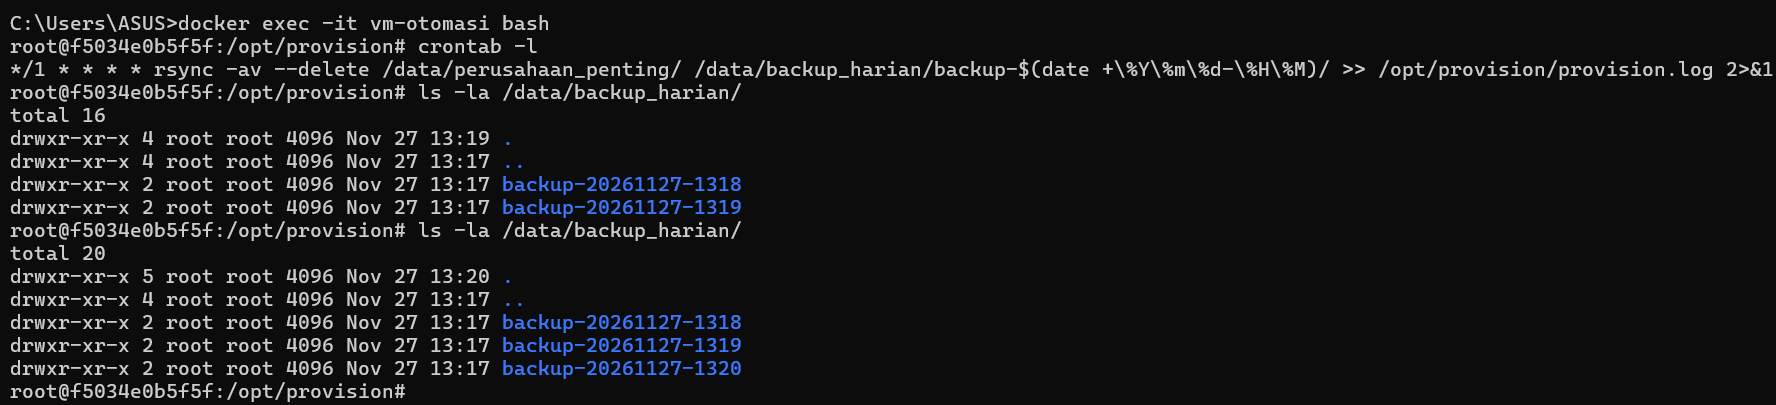 C:\Users\ASUS>docker exec -it vm-otomasi bash
root@f5034e0b5f5f:/opt/provision# crontab -l
*/1 * * * * rsync -av --delete /data/perusahaan_penting/ /data/backup_harian/backup-$(date +\%Y\%m\%d-\%H\%M)/ >> /opt/provision/provision.log 2>&1
root@f5034e0b5f5f:/opt/provision# ls -la /data/backup_harian/
total 16
drwxr-xr-x 4 root root 4096 Nov 27 13:19 .
drwxr-xr-x 4 root root 4096 Nov 27 13:17 ..
drwxr-xr-x 2 root root 4096 Nov 27 13:17 backup-20261127-1318
drwxr-xr-x 2 root root 4096 Nov 27 13:17 backup-20261127-1319
root@f5034e0b5f5f:/opt/provision# ls -la /data/backup_harian/
total 20
drwxr-xr-x 5 root root 4096 Nov 27 13:20 .
drwxr-xr-x 4 root root 4096 Nov 27 13:17 ..
drwxr-xr-x 2 root root 4096 Nov 27 13:17 backup-20261127-1318
drwxr-xr-x 2 root root 4096 Nov 27 13:17 backup-20261127-1319
drwxr-xr-x 2 root root 4096 Nov 27 13:17 backup-20261127-1320
root@f5034e0b5f5f:/opt/provision#